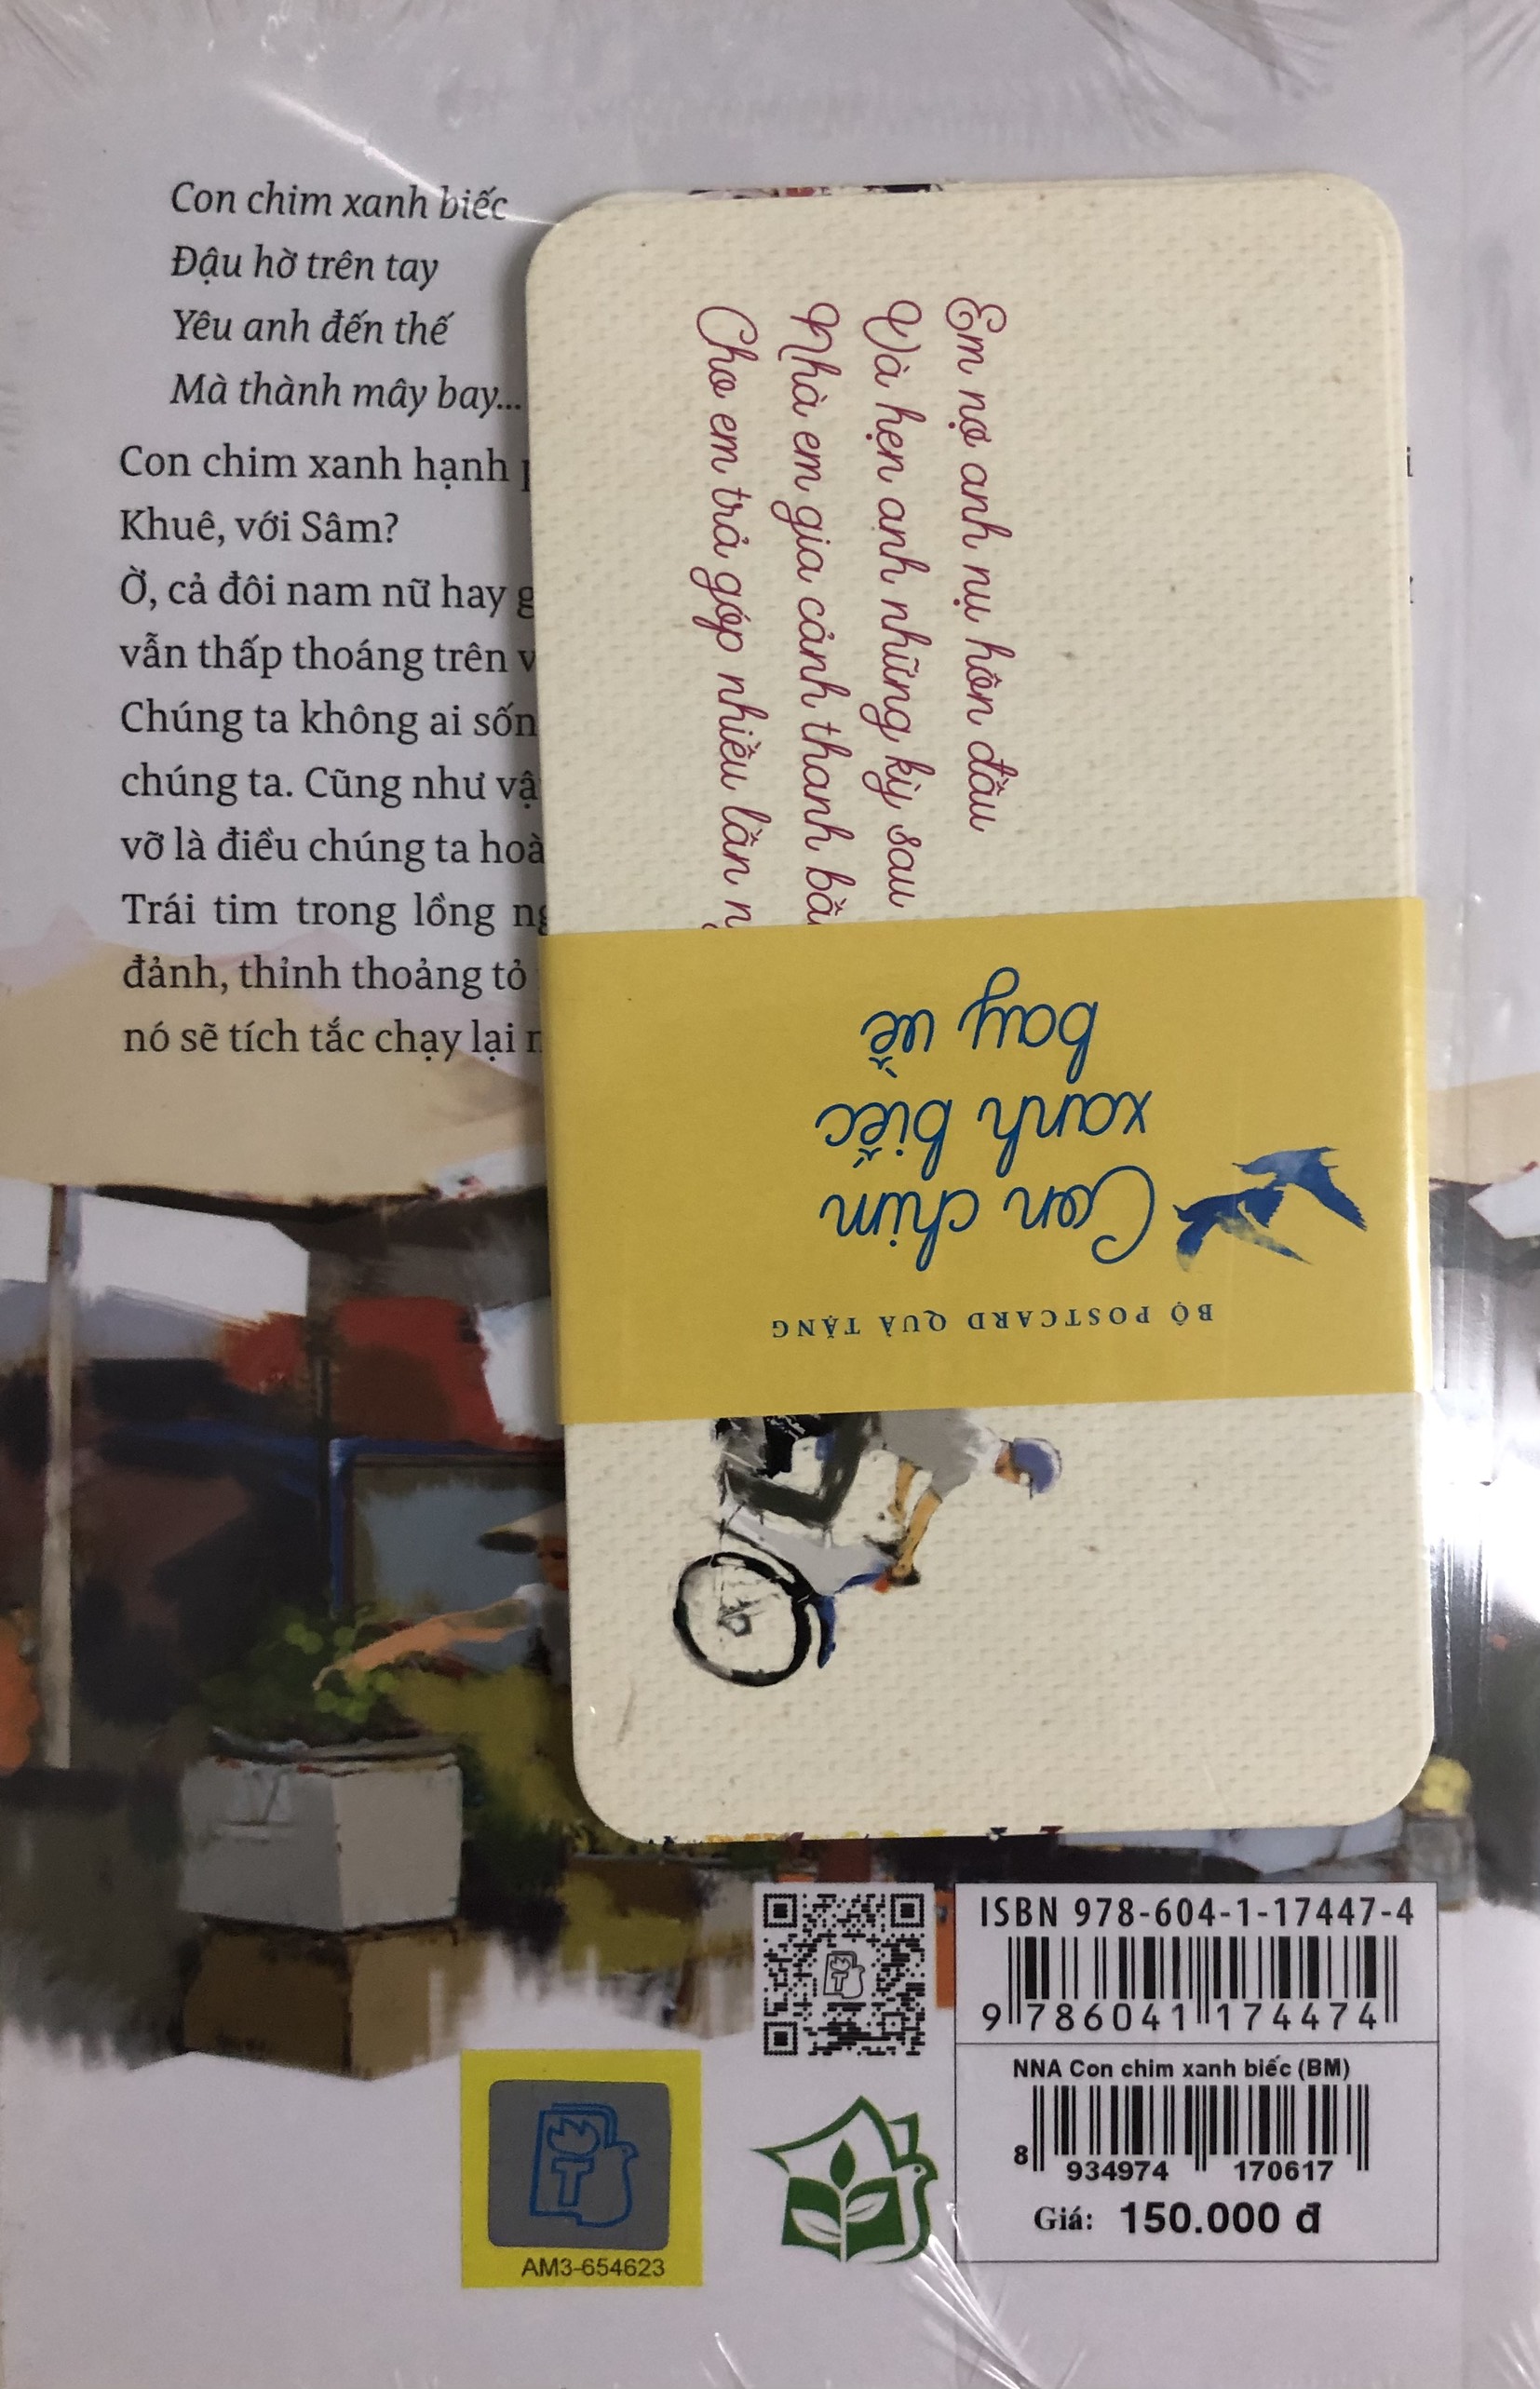 Con chim xanh biếc
Đậu hờ trên tay
Yêu anh đến thế
Mà thành mây bay...
Con chim xanh hạnh
Khuê, với Sâm?
Ờ, cả đôi nam nữ hay
vẫn thấp thoáng trên
Chúng ta không ai
chúng ta. Cũng như
vỡ là điều chúng ta
Trái tim trong lồng
đảnh, thỉnh thoảng tỏ
nó sẽ tích tắc chạy lại
Em nợ anh nụ hôn đầu
Và hẹn anh những kỳ sau
Nhà em gia cảnh thanh
Cho em trả góp nhiều lần
BỘ POSTCARD QUÀ TẶNG
Con chim
xanh biếc
bay về
ISBN 978-604-1-17447-4
9 786041 174474
NNA Con chim xanh biếc (BM)
8 934974 170617
Giá: 150.000 đ
T
T
AM3-654623